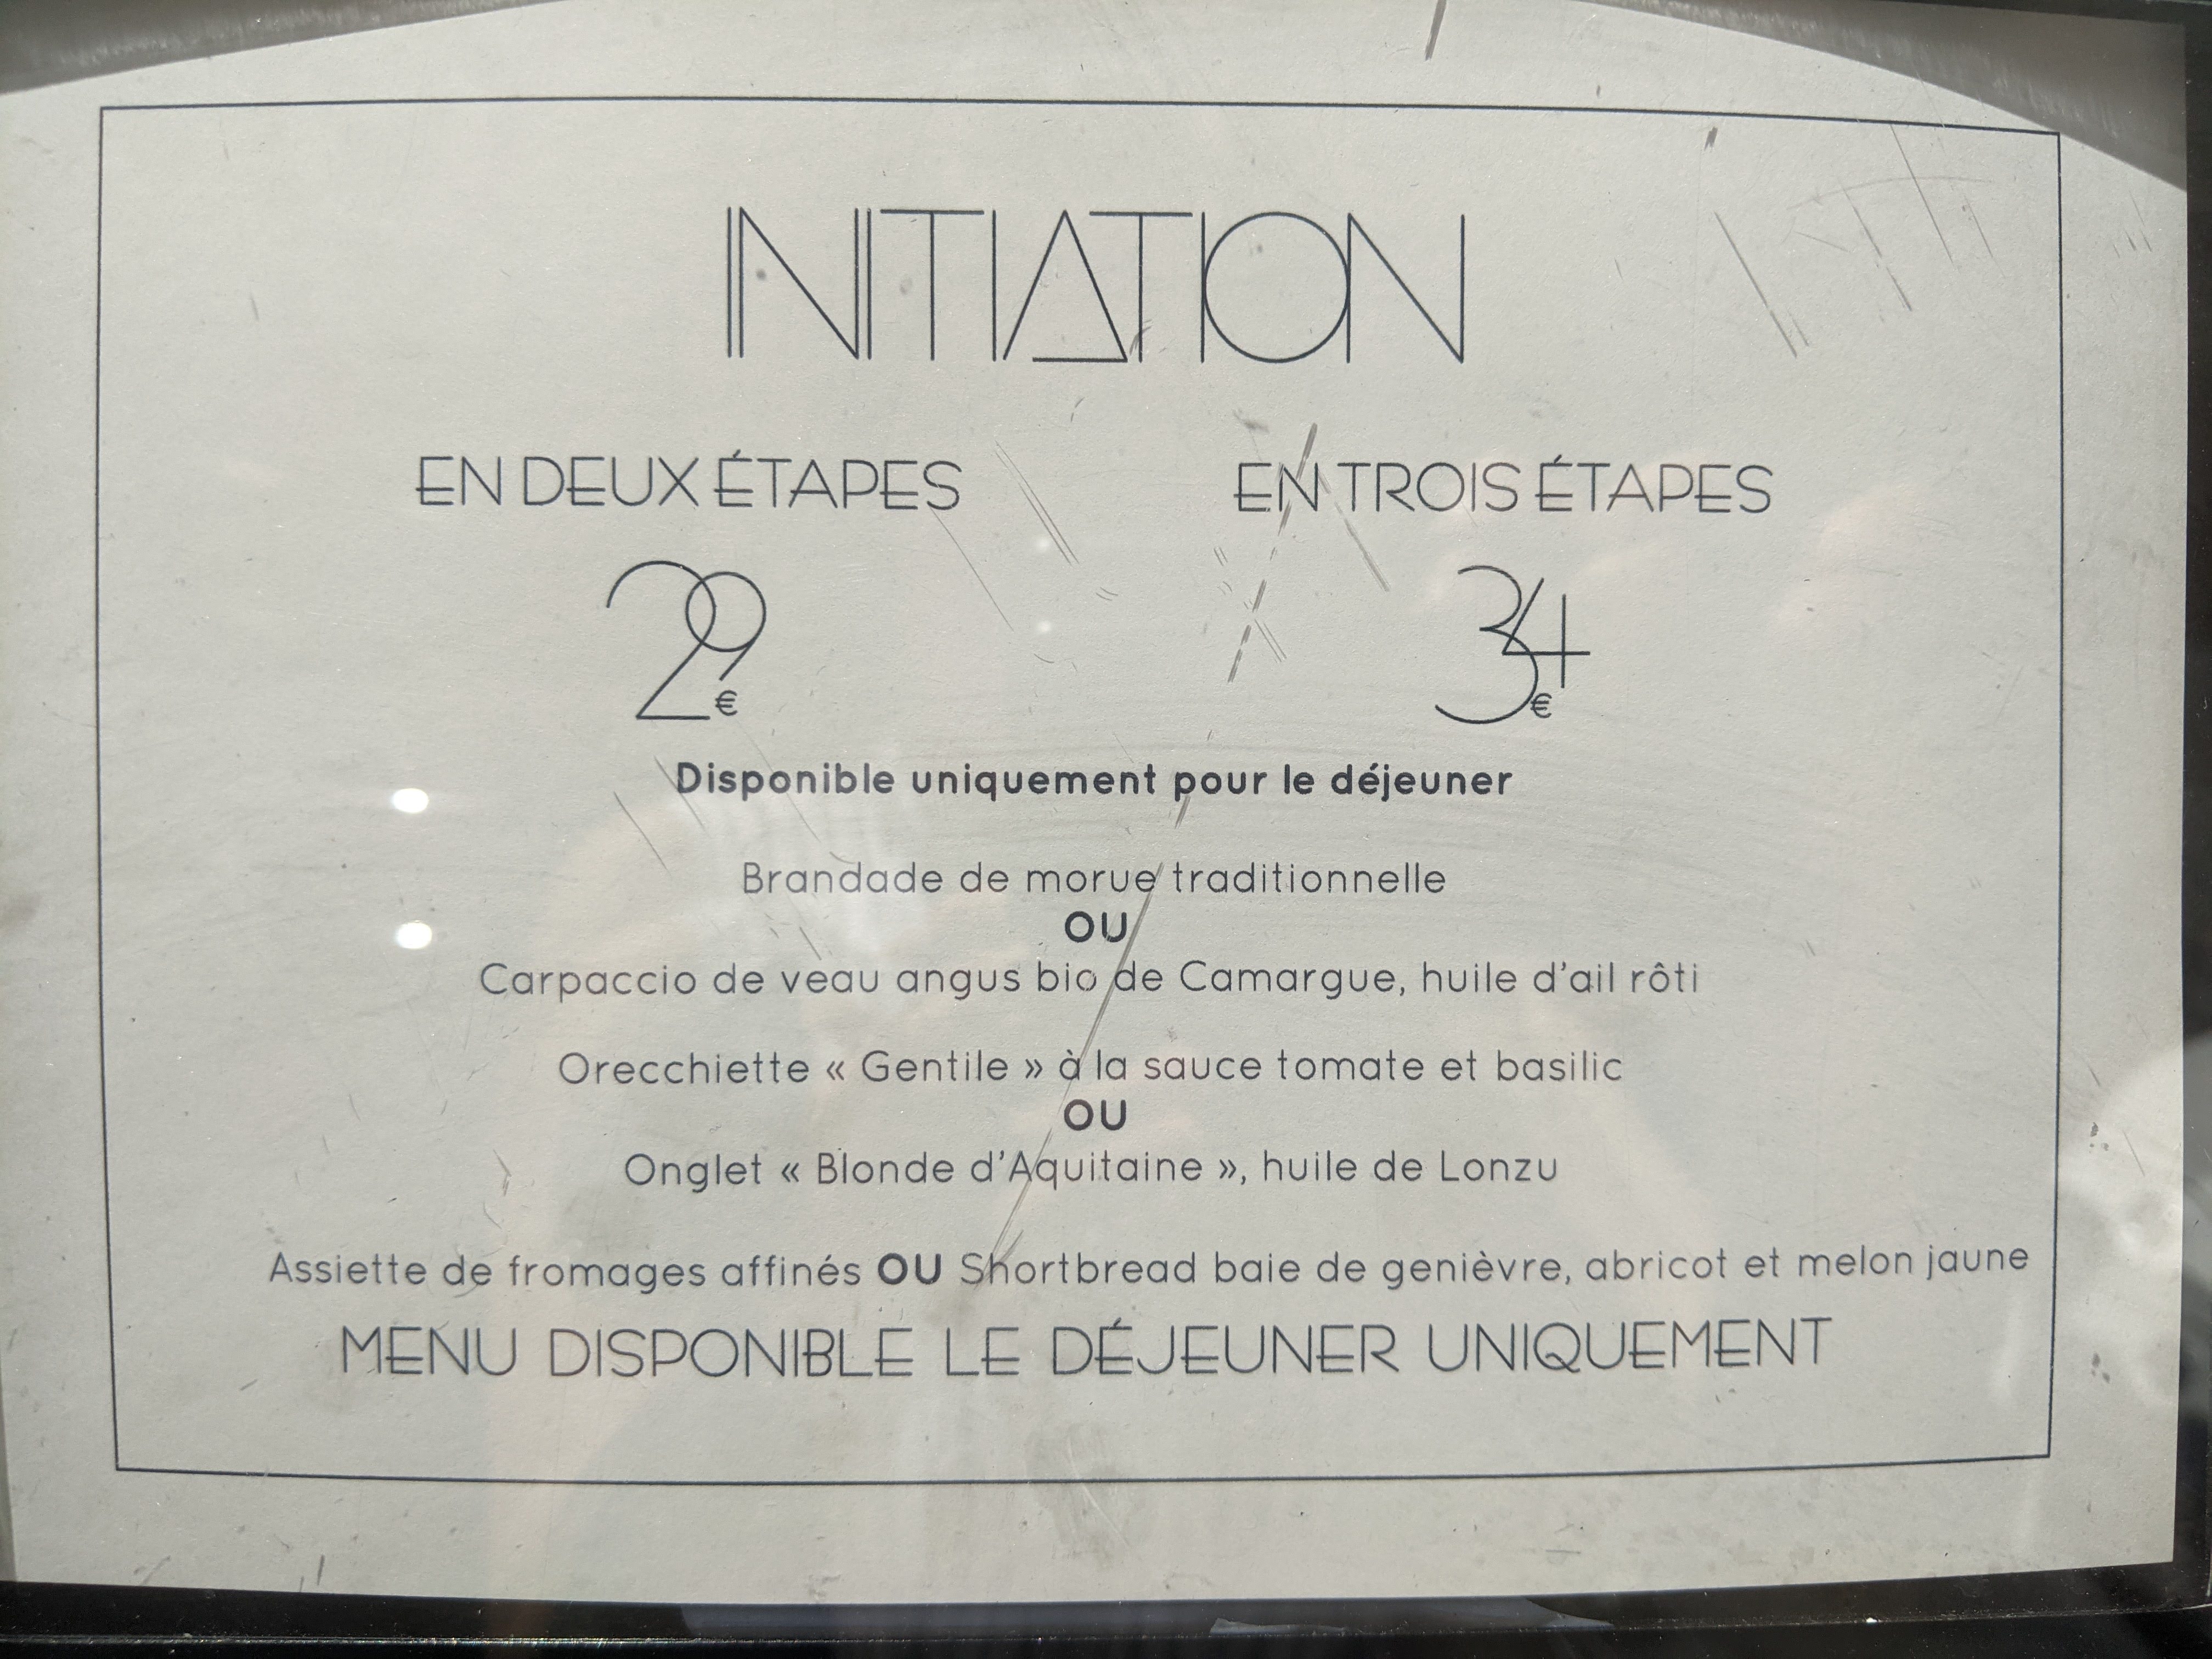 INITIATION
EN DEUX ÉTAPES EN TROIS ÉTAPES
29€ 34€
Disponible uniquement pour le déjeuner
Brandade de morue traditionnelle
OU
Carpaccio de veau angus bio de Camargue, huile d'ail rôti
Orecchiette « Gentile » à la sauce tomate et basilic
OU
Onglet « Blonde d'Aquitaine », huile de Lonzu
Assiette de fromages affinés OU Shortbread baie de genièvre, abricot et melon jaune
MENU DISPONIBLE LE DÉJEUNER UNIQUEMENT